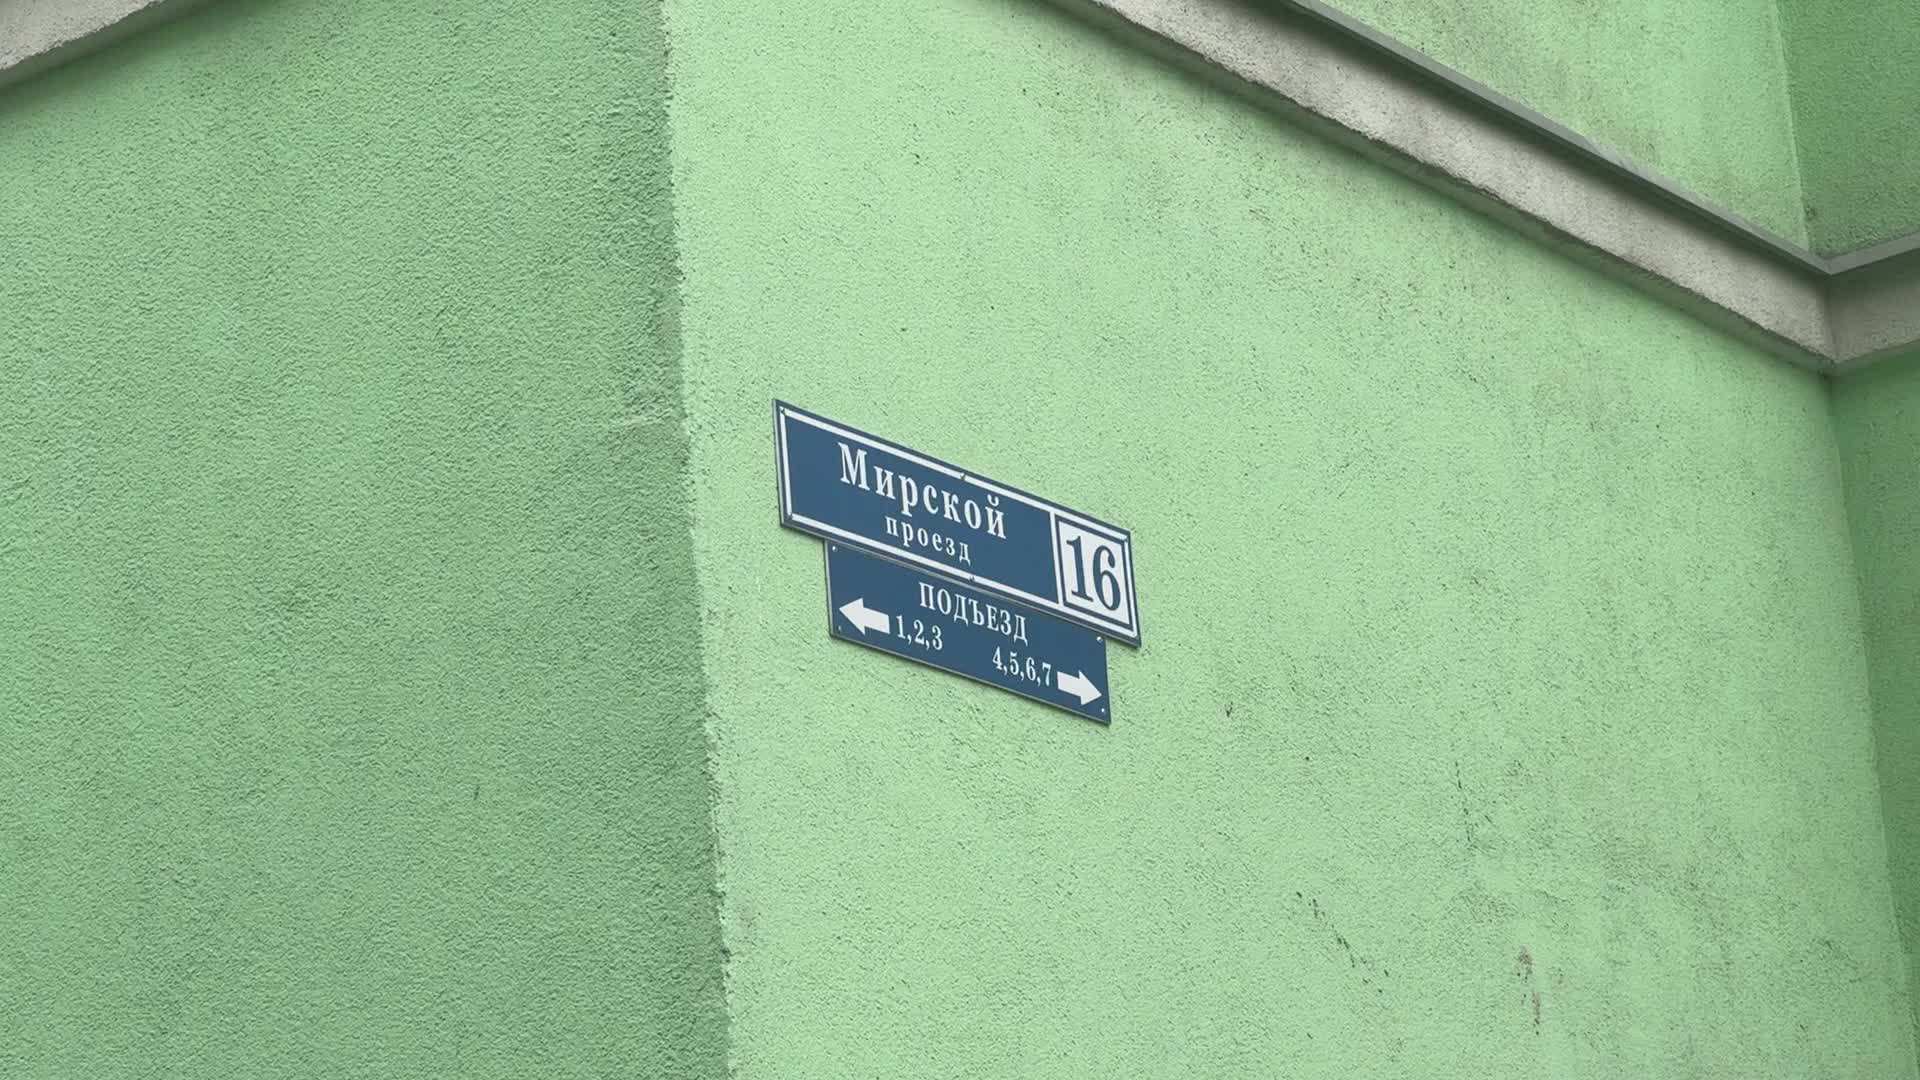 Мирской
проезд
16
ПОДЪЕЗД
1,2,3
4,5,6,7